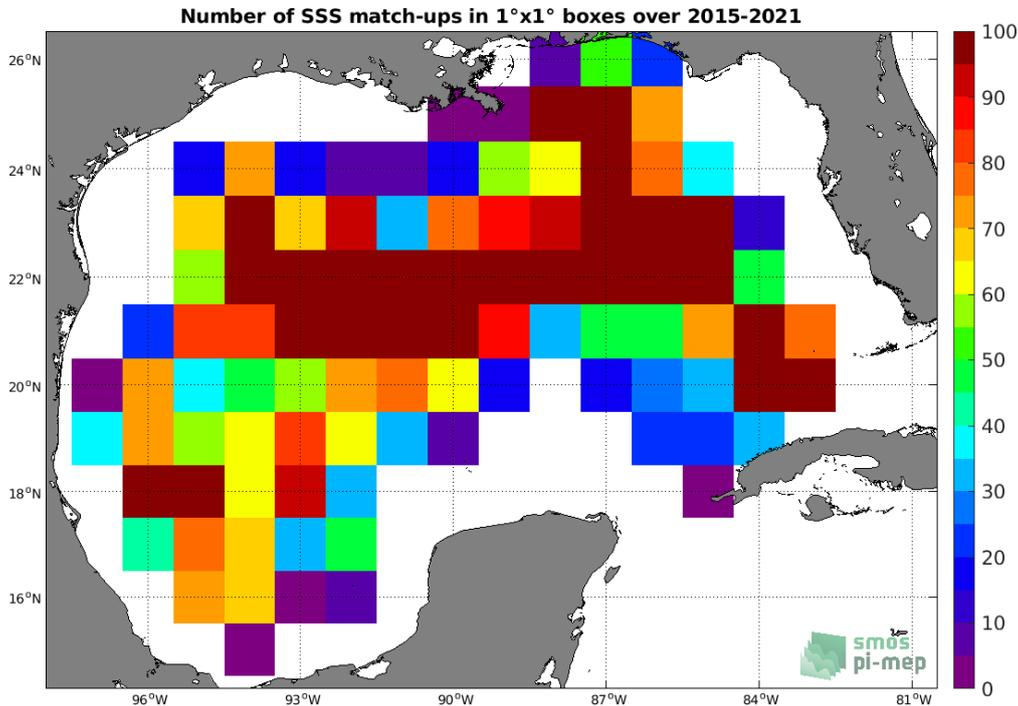 Number of SSS match-ups in 1°x1° boxes over 2015-2021
26°N
24°N
22°N
20°N
18°N
16°N
96°W
93°W
90°W
87°W
84°W
81°W
100
90
80
70
60
50
40
30
20
10
0
smos
pi-mep